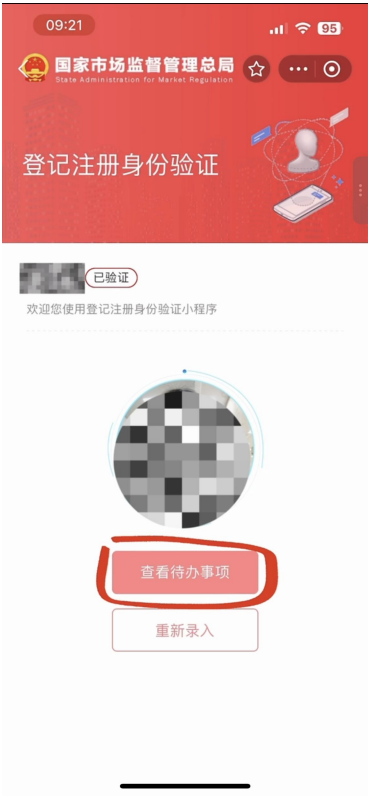 09:21
95
国家市场监督管理总局
State Administration for Market Regulation
登记注册身份验证
已验证
欢迎您使用登记注册身份验证小程序
查看待办事项
重新录入